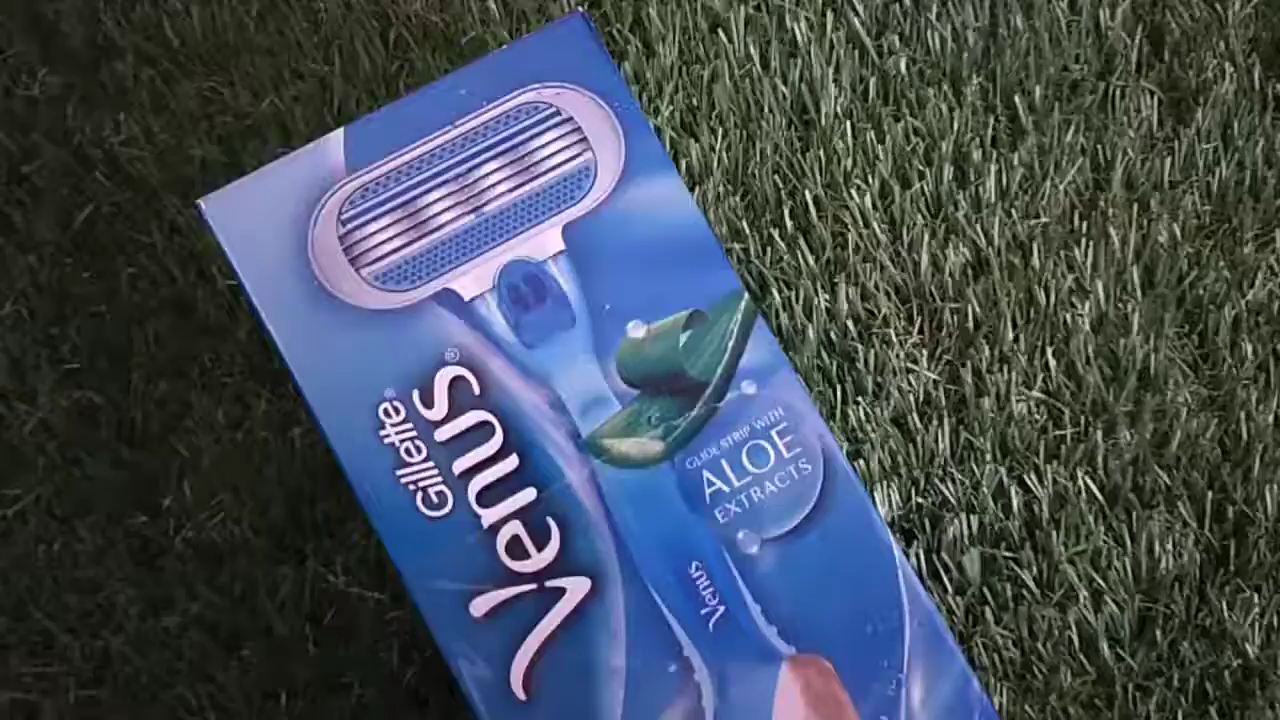 Gillette®
Venus®
GLIDE STRIP WITH
ALOE
EXTRACTS
Venus